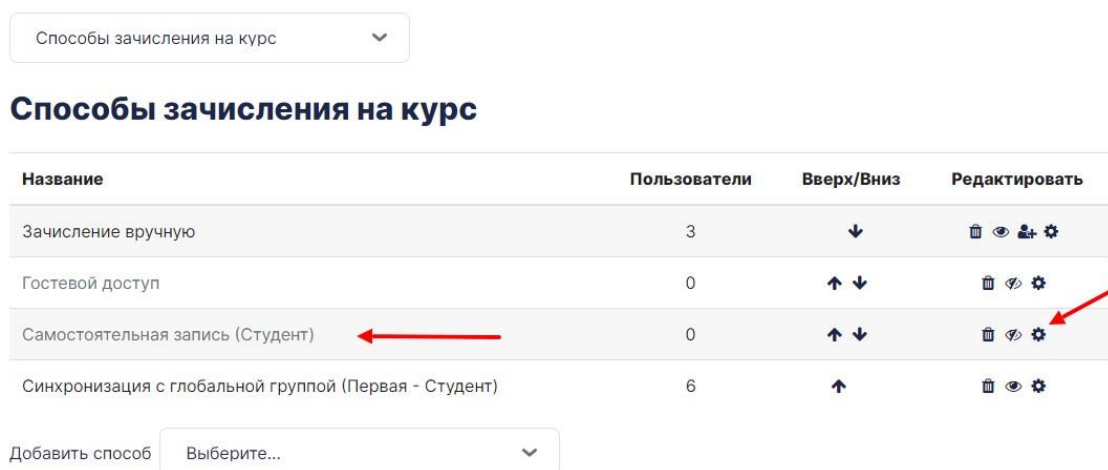 Способы зачисления на курс
Способы зачисления на курс
Название Пользователи Вверх/Вниз Редактировать
Зачисление вручную 3
Гостевой доступ 0
Самостоятельная запись (Студент) 0
Синхронизация с глобальной группой (Первая - Студент) 6
Добавить способ Выберите...